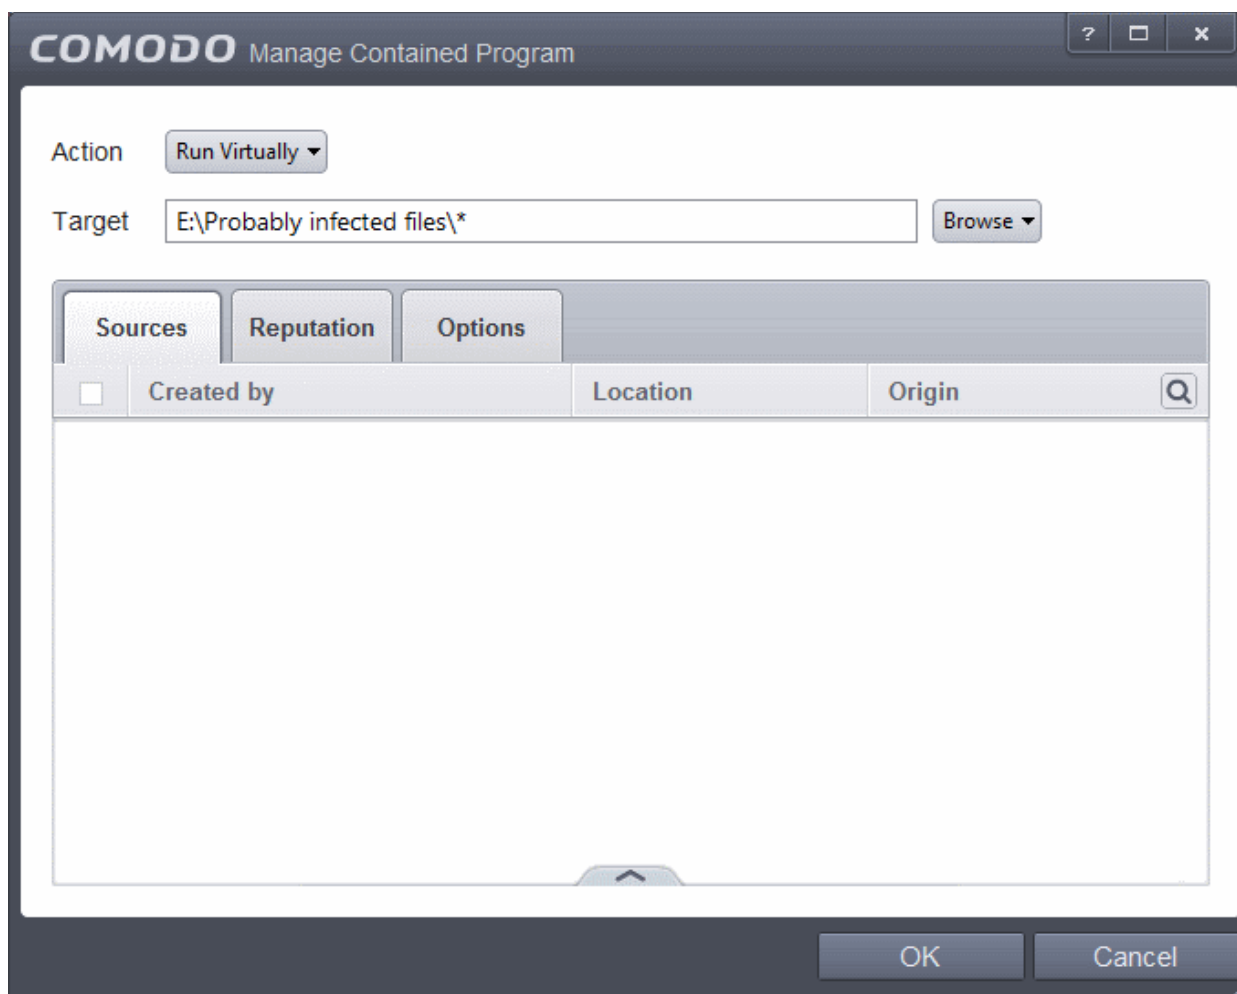 COMODO Manage Contained Program ?
Action Run Virtually
Target E:\Probably infected files\* Browse
Sources Reputation Options
Created by Location Origin
OK Cancel